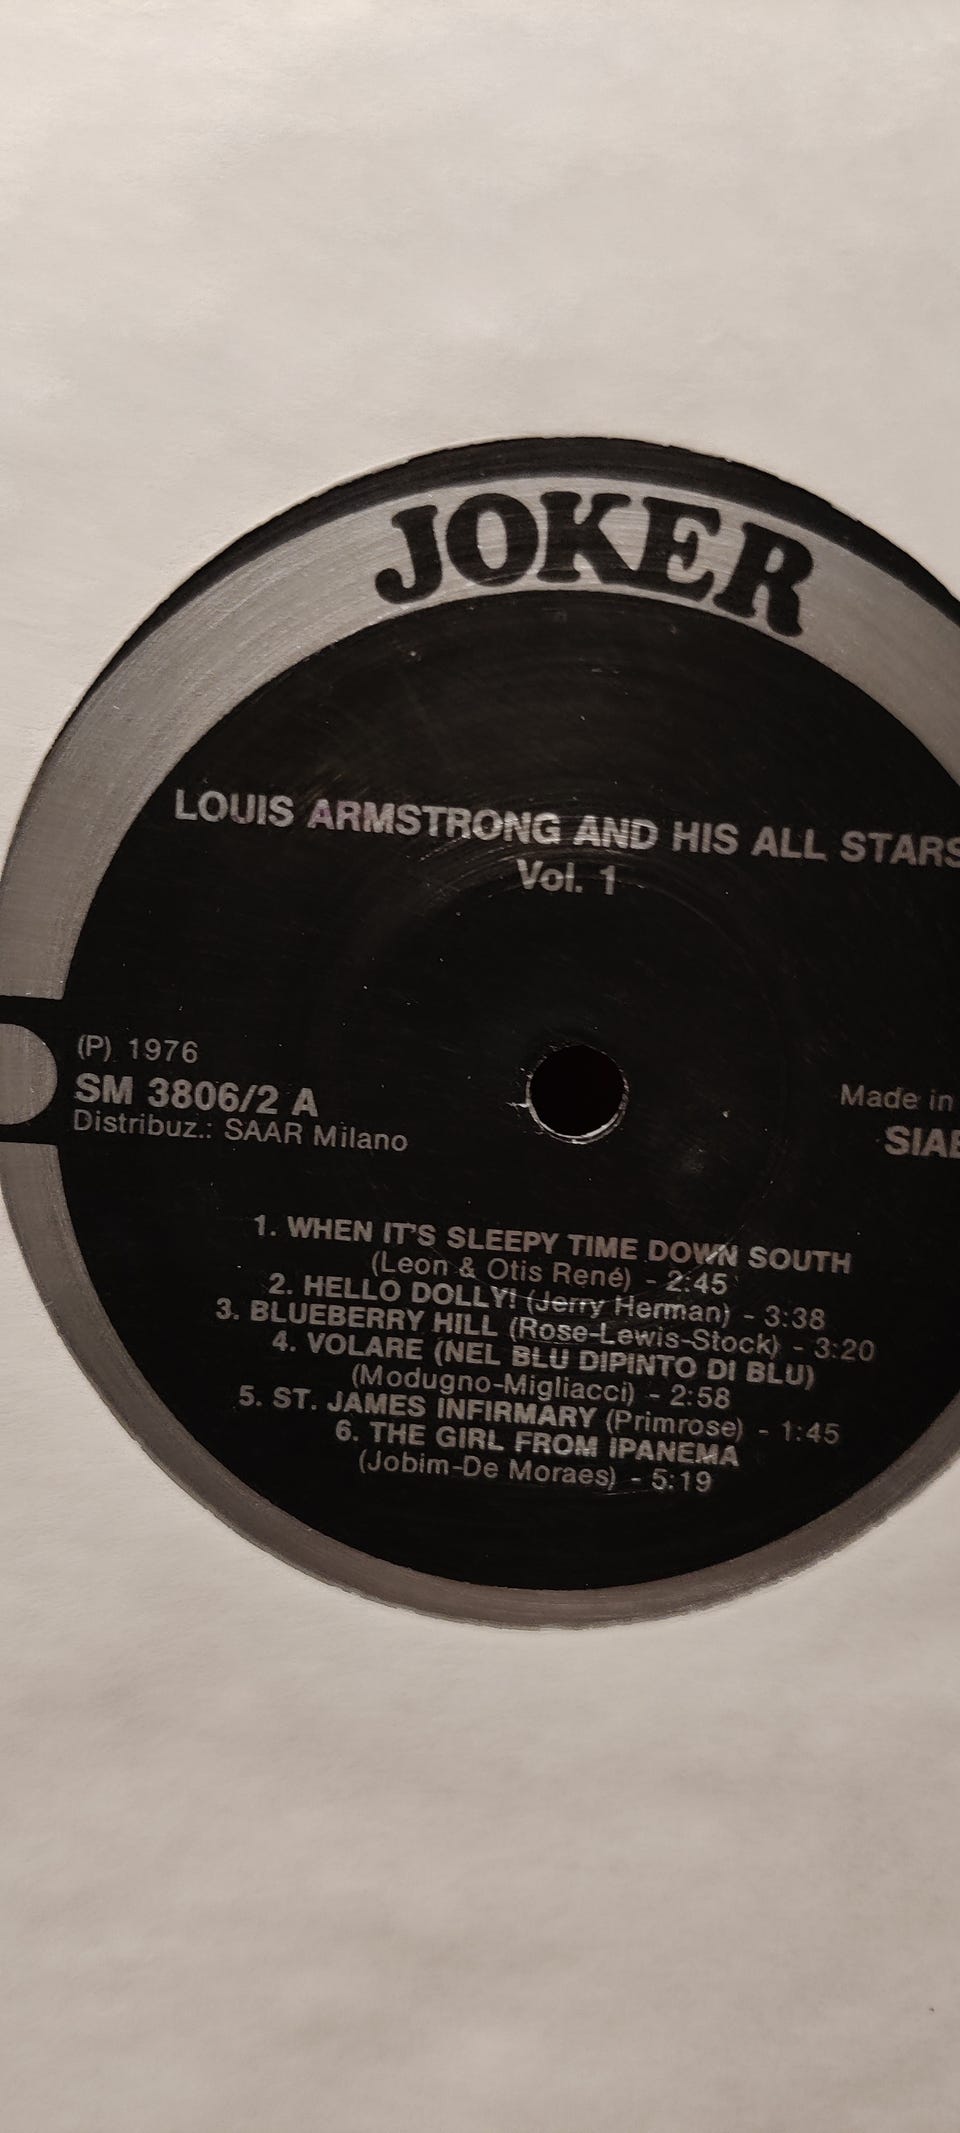 JOKER
LOUIS ARMSTRONG AND HIS ALL STARS
Vol. 1
(P) 1976
SM 3806/2 A
Distribuz.: SAAR Milano
Made in
1. WHEN IT'S SLEEPY TIME DOWN SOUTH
(Leon & Otis René) - 2:45
2. HELLO DOLLY! (Jerry Herman) - 3:38
3. BLUEBERRY HILL (Rose-Lewis-Stock) - 3:20
4. VOLARE (NEL BLU DIPINTO DI BLU)
(Modugno-Migliacci) - 2:58
5. ST. JAMES INFIRMARY (Primrose) - 1:45
6. THE GIRL FROM IPANEMA
(Jobim-De Moraes) - 5:19